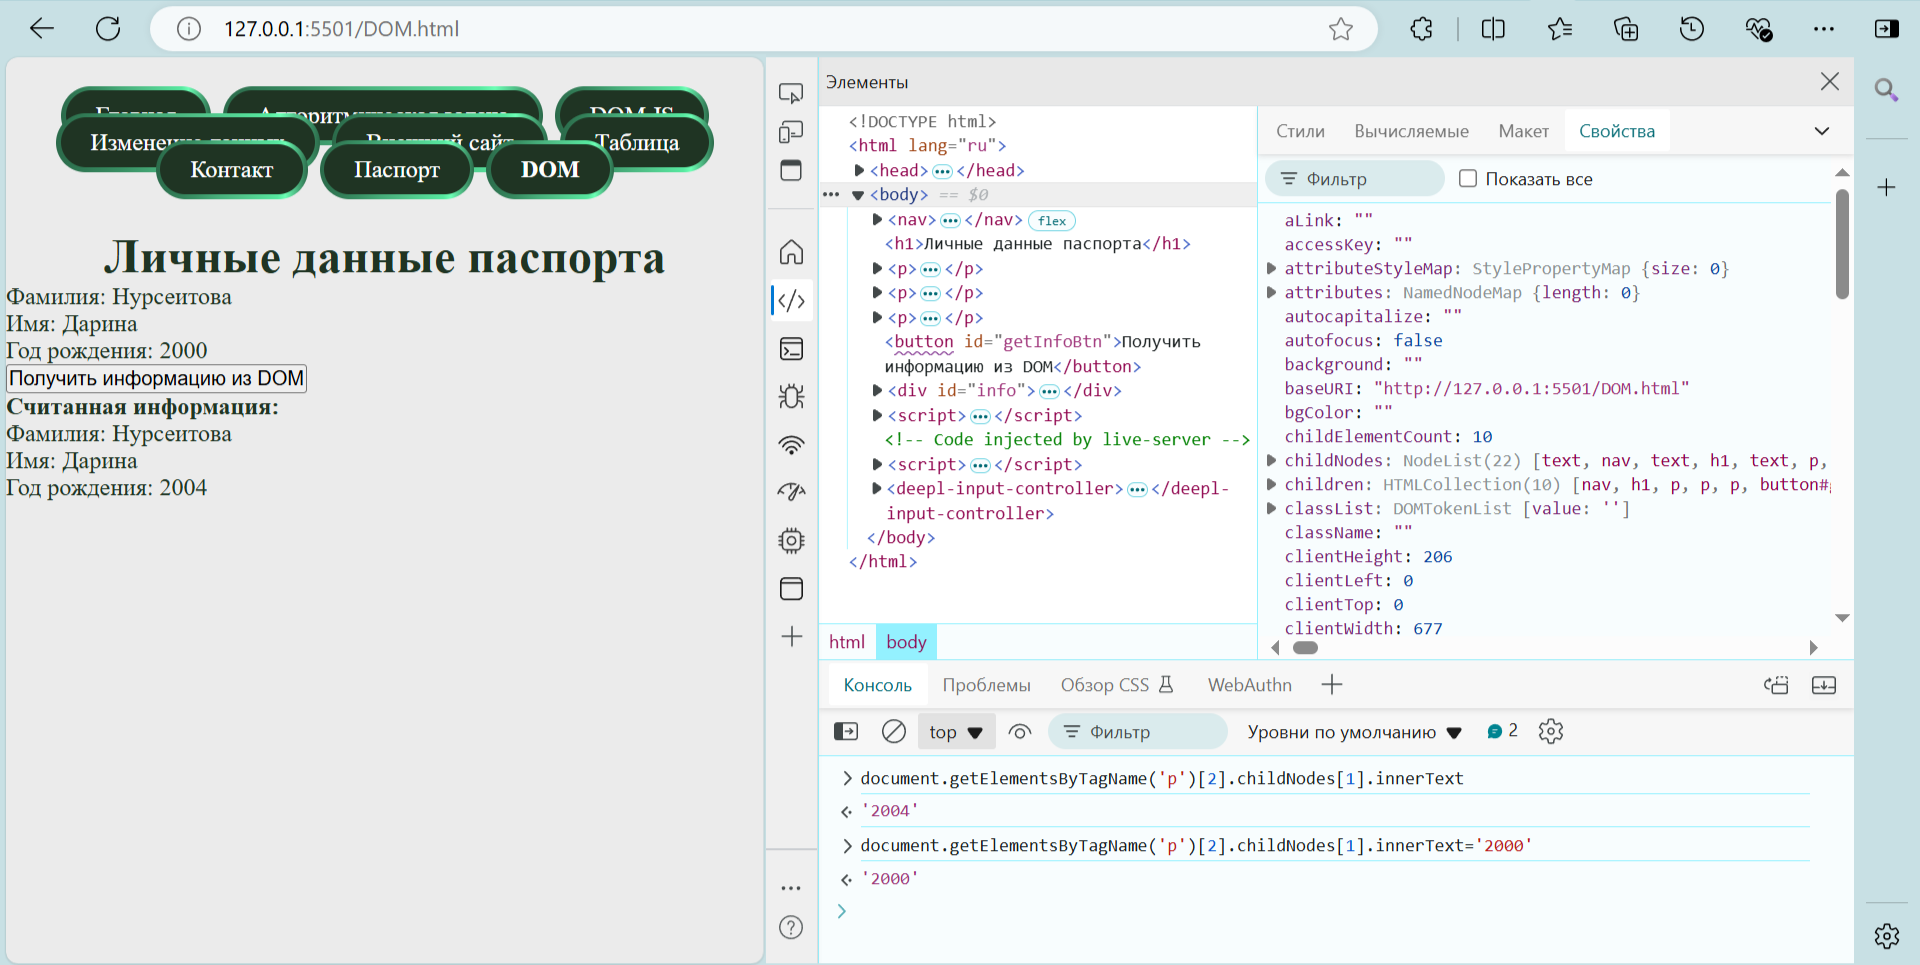 127.0.0.1:5501/DOM.html
Главная
Алгоритмическая задача
DOM JS
Изменение данных
Внешний сайт
Таблица
Контакт
Паспорт
DOM
Личные данные паспорта
Фамилия: Нурсеитова
Имя: Дарина
Год рождения: 2000
Получить информацию из DOM
Считанная информация:
Фамилия: Нурсеитова
Имя: Дарина
Год рождения: 2004
Элементы
<!DOCTYPE html>
<html lang="ru">
<head>…</head>
<body> == $0
<nav>…</nav> flex
<h1>Личные данные паспорта</h1>
<p>…</p>
<p>…</p>
<p>…</p>
<button id="getInfoBtn">Получить
информацию из DOM</button>
<div id="info">…</div>
<script>…</script>
<!-- Code injected by live-server -->
<script>…</script>
<deepl-input-controller>…</deepl-
input-controller>
</body>
</html>
html body
Стили Вычисляемые Макет Свойства
Фильтр Показать все
aLink: ""
accessKey: ""
attributeStyleMap: StylePropertyMap {size: 0}
attributes: NamedNodeMap {length: 0}
autocapitalize: ""
autofocus: false
background: ""
baseURI: "http://127.0.0.1:5501/DOM.html"
bgColor: ""
childElementCount: 10
childNodes: NodeList(22) [text, nav, text, h1, text, p,
children: HTMLCollection(10) [nav, h1, p, p, p, button#
classList: DOMTokenList [value: '']
className: ""
clientHeight: 206
clientLeft: 0
clientTop: 0
clientWidth: 677
Консоль Проблемы Обзор CSS WebAuthn
top Фильтр Уровни по умолчанию 2
document.getElementsByTagName('p')[2].childNodes[1].innerText
'2004'
document.getElementsByTagName('p')[2].childNodes[1].innerText='2000'
'2000'